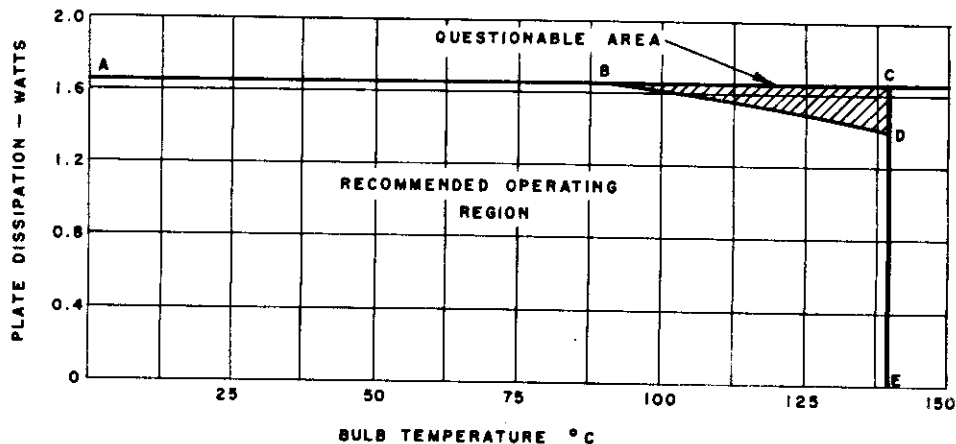 2.0
QUESTIONABLE AREA
A
B
C
1.6
D
1.2
RECOMMENDED OPERATING
REGION
0.8
0.4
0
E
25
50
75
100
125
150
PLATE DISSIPATION — WATTS
BULB TEMPERATURE °C